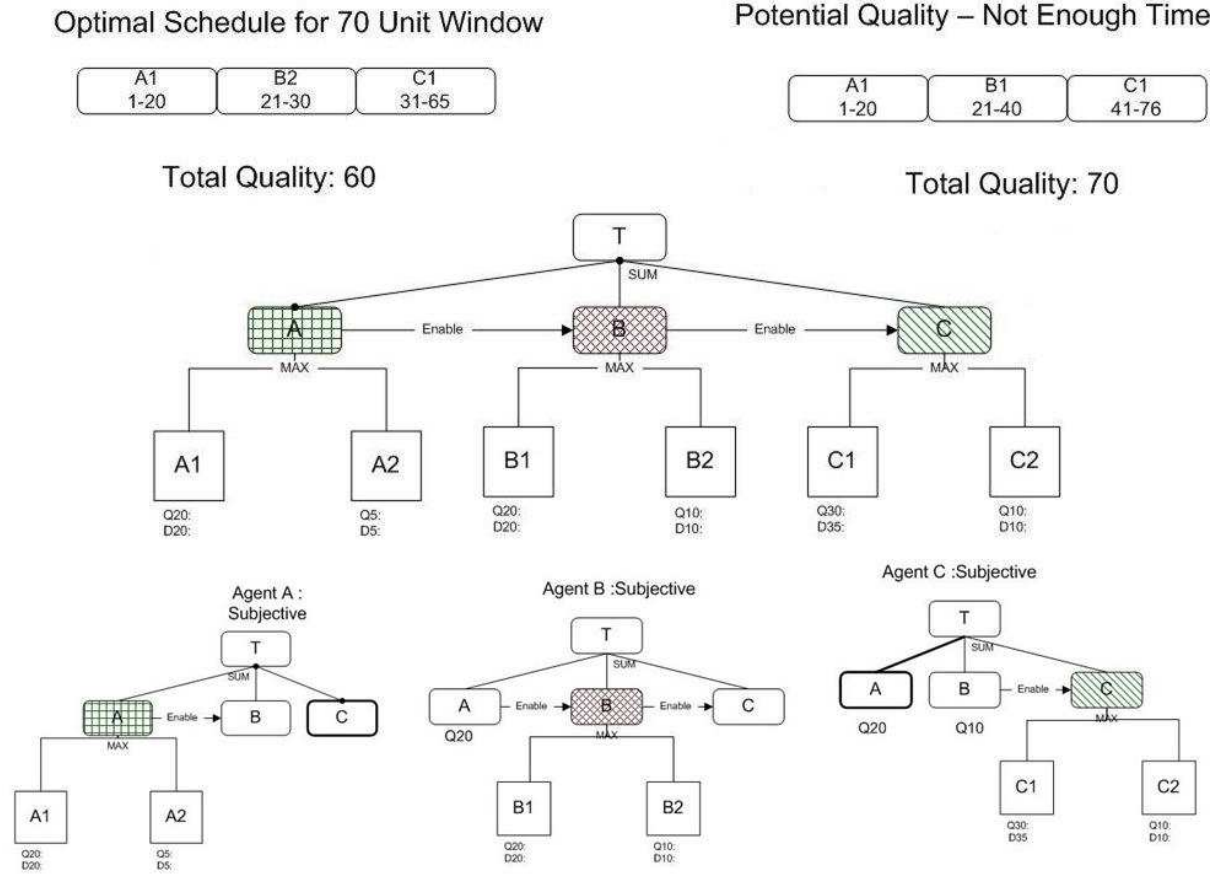 Optimal Schedule for 70 Unit Window
Potential Quality – Not Enough Time
A1
1-20
B2
21-30
C1
31-65
A1
1-20
B1
21-40
C1
41-76
Total Quality: 60
Total Quality: 70
T
SUM
A
Enable
B
Enable
C
MAX
MAX
MAX
A1
A2
B1
B2
C1
C2
Q20:
D20:
Q5:
D5:
Q20:
D20:
Q10:
D10:
Q30:
D35:
Q10:
D10:
Agent A :
Subjective
T
SUM
A
Enable
B
C
MAX
A1
A2
Q20:
D20:
Q5:
D5:
Agent B :Subjective
T
SUM
A
Enable
B
Enable
C
Q20
MAX
B1
B2
Q20:
D20:
Q10:
D10:
Agent C :Subjective
T
SUM
A
B
Enable
C
Q20
Q10
MAX
C1
C2
Q30:
D35
Q10:
D10: